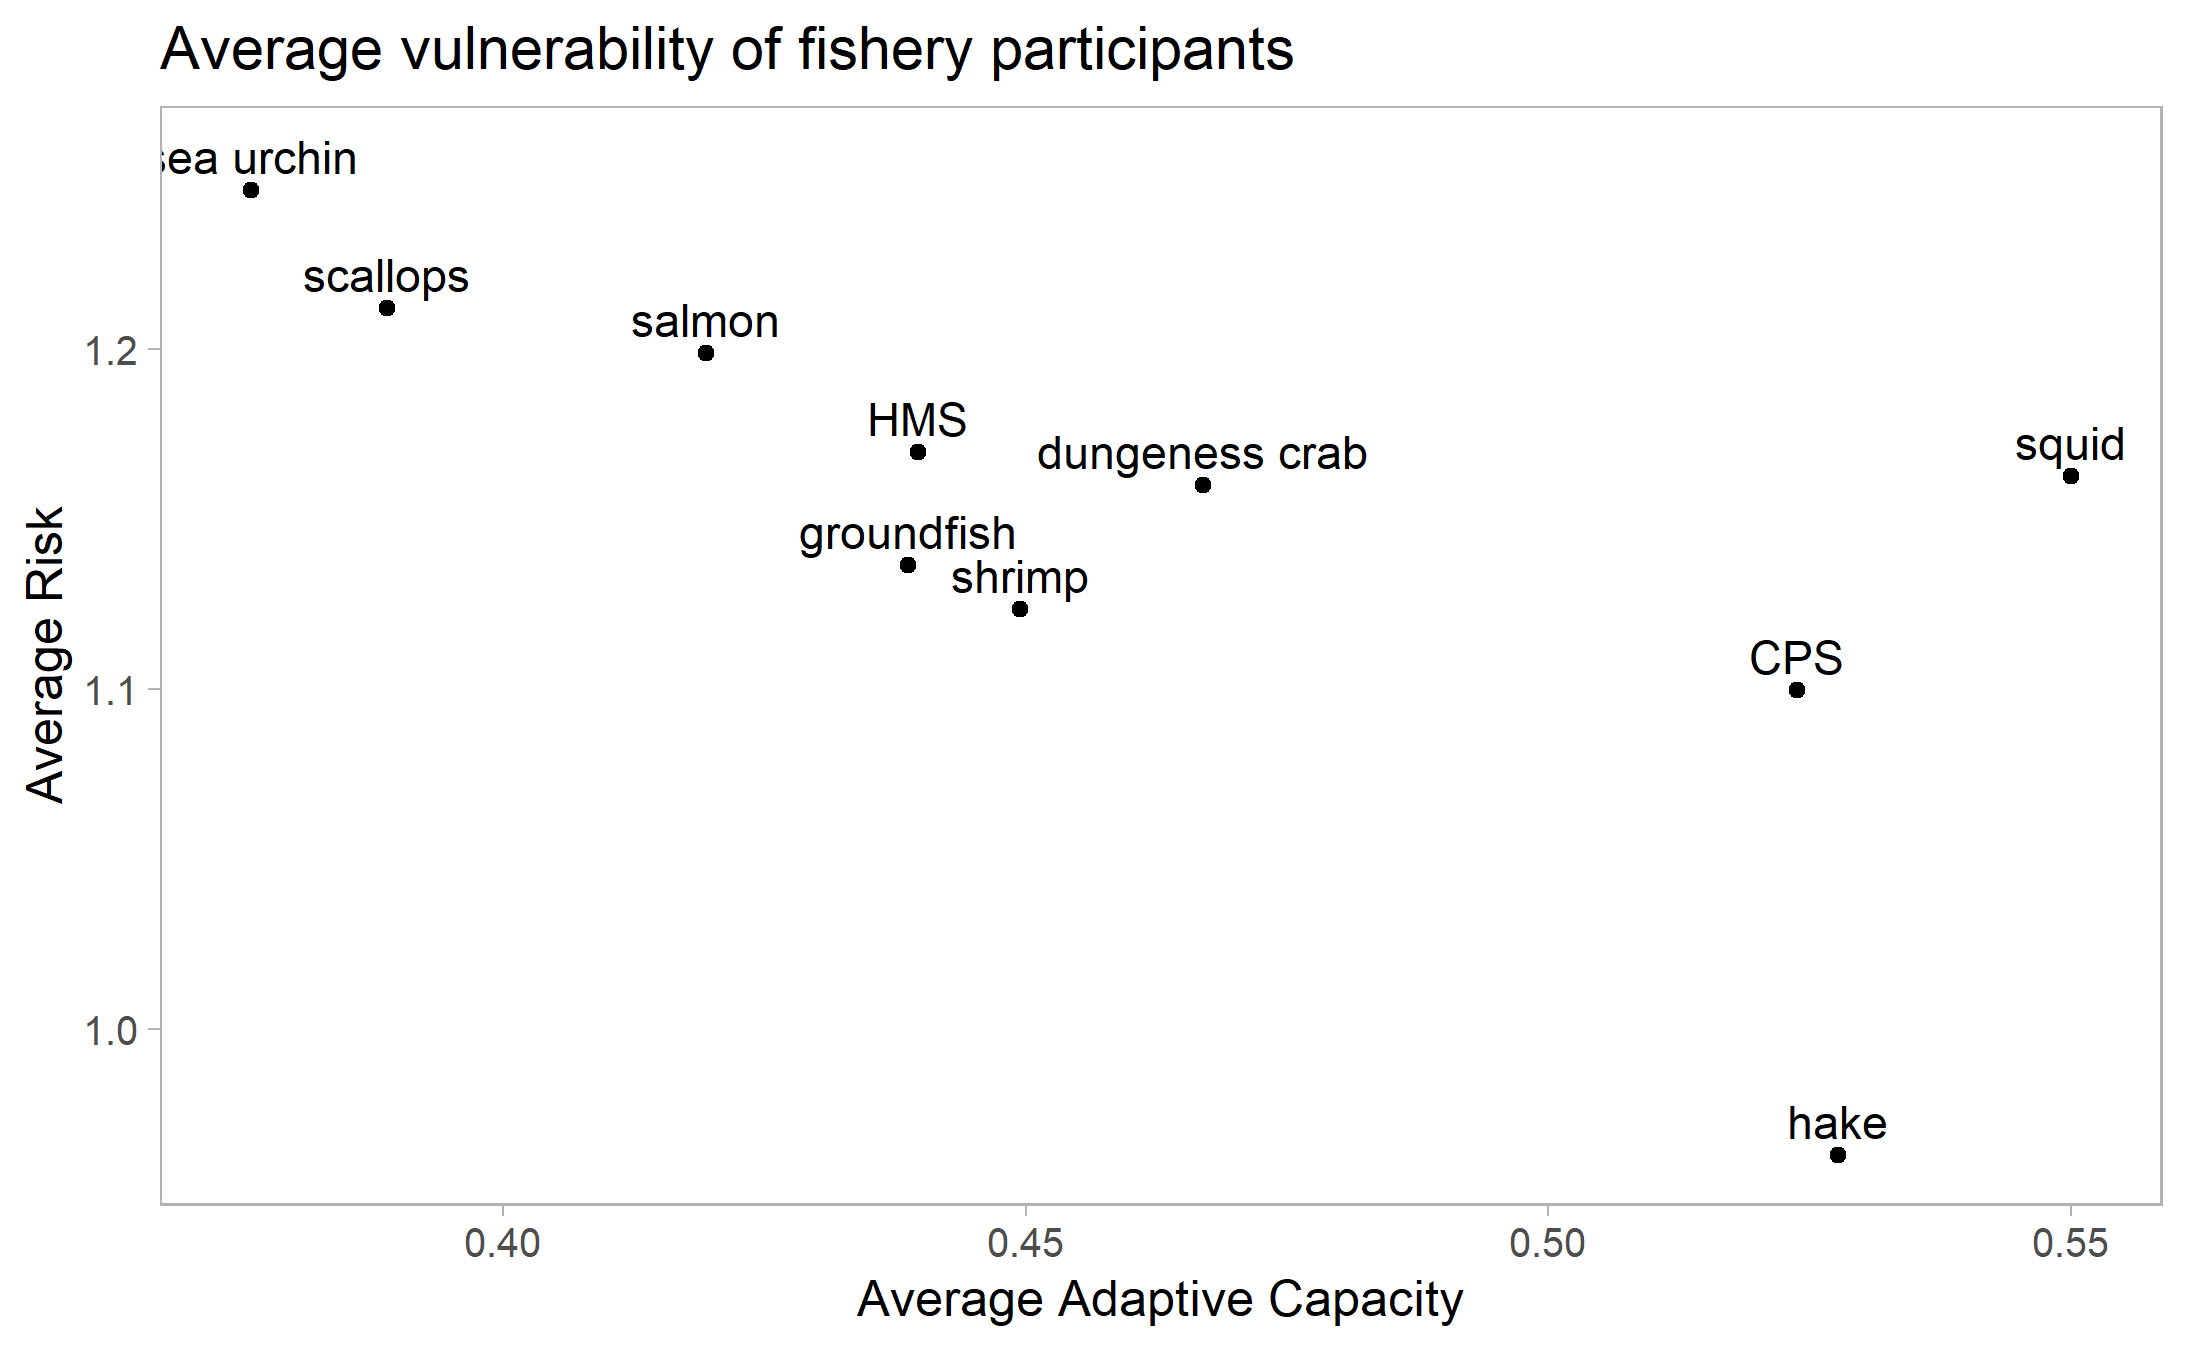 Average vulnerability of fishery participants
sea urchin
scallops
salmon
HMS
dungeness crab
squid
groundfish
shrimp
CPS
hake
Average Risk
1.2
1.1
1.0
0.40 0.45 0.50 0.55
Average Adaptive Capacity